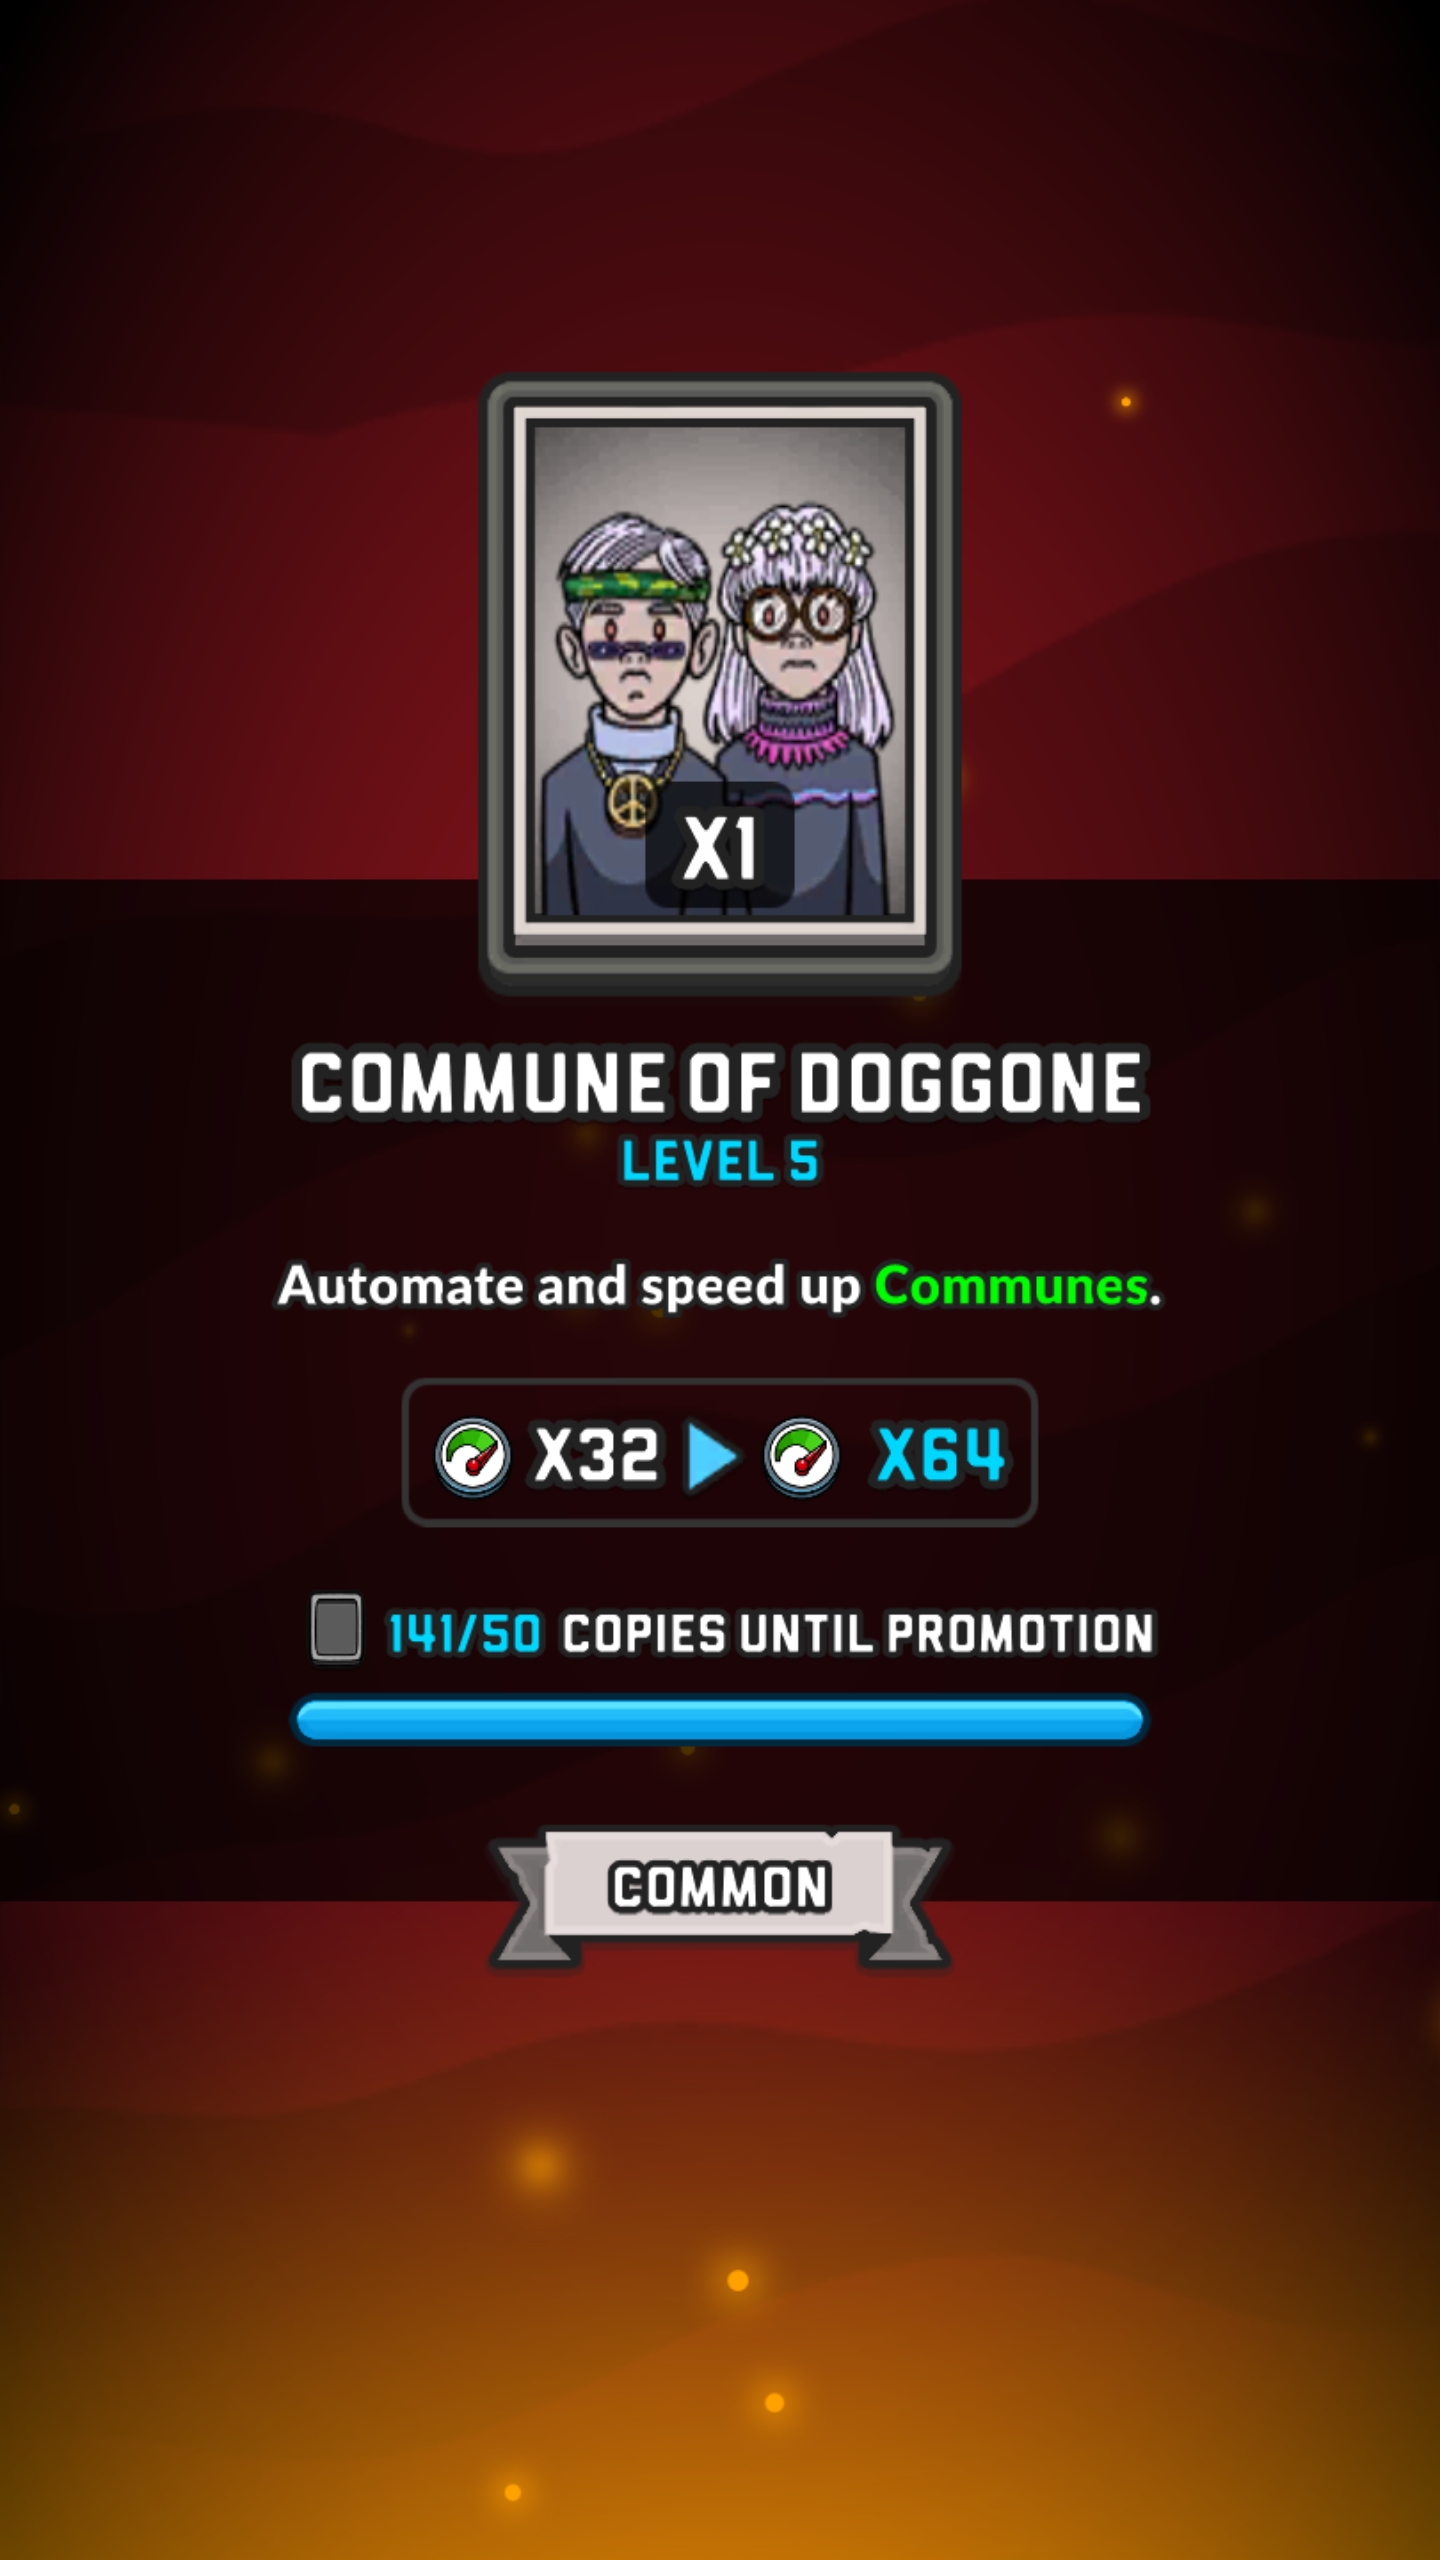 X1
COMMUNE OF DOGGONE
LEVEL 5
Automate and speed up Communes.
X32 X64
141/50 COPIES UNTIL PROMOTION
COMMON